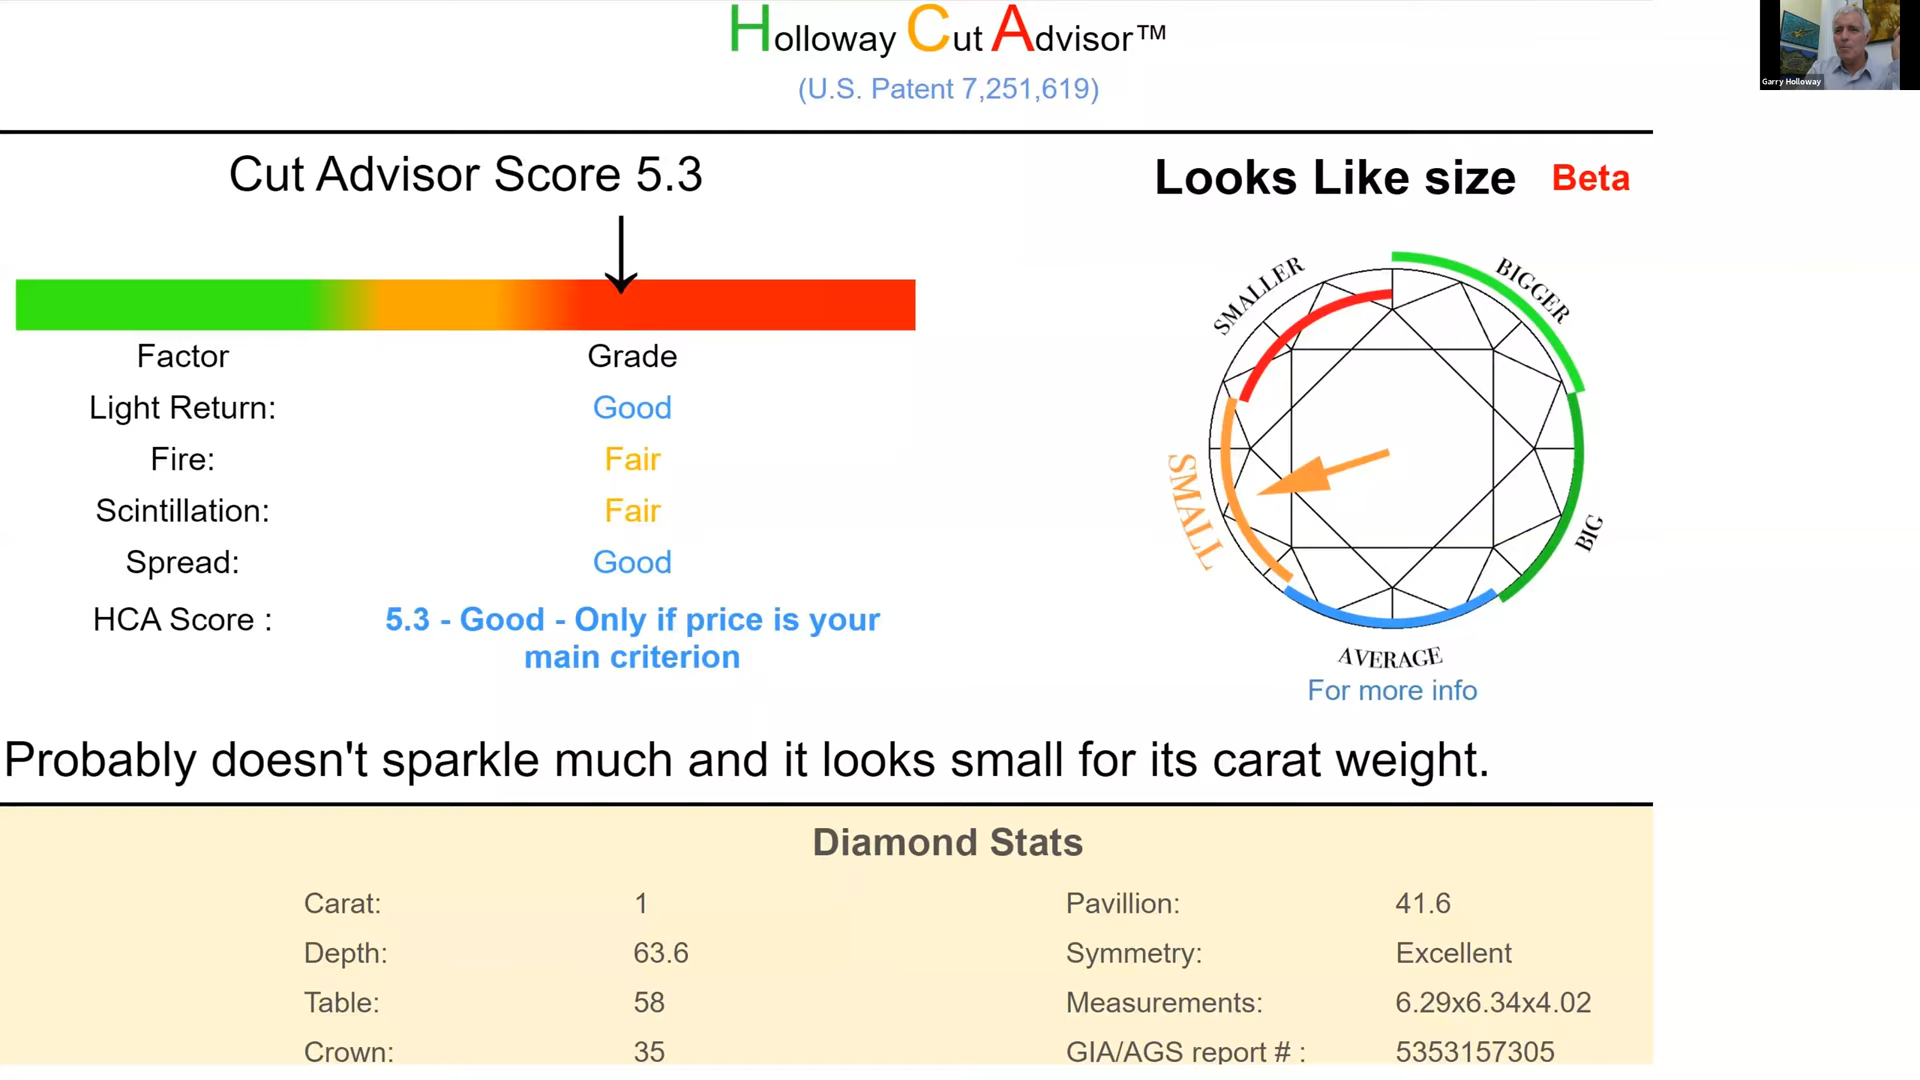 Holloway Cut Advisor™
Garry Holloway
(U.S. Patent 7,251,619)
Cut Advisor Score 5.3
Looks Like size Beta
SMALLER
BIGGER
SMALL
BIG
AVERAGE
For more info
Factor Grade
Light Return: Good
Fire: Fair
Scintillation: Fair
Spread: Good
HCA Score : 5.3 - Good - Only if price is your
main criterion
Probably doesn't sparkle much and it looks small for its carat weight.
Diamond Stats
Carat: 1 Pavillion: 41.6
Depth: 63.6 Symmetry: Excellent
Table: 58 Measurements: 6.29x6.34x4.02
Crown: 35 GIA/AGS report # : 5353157305